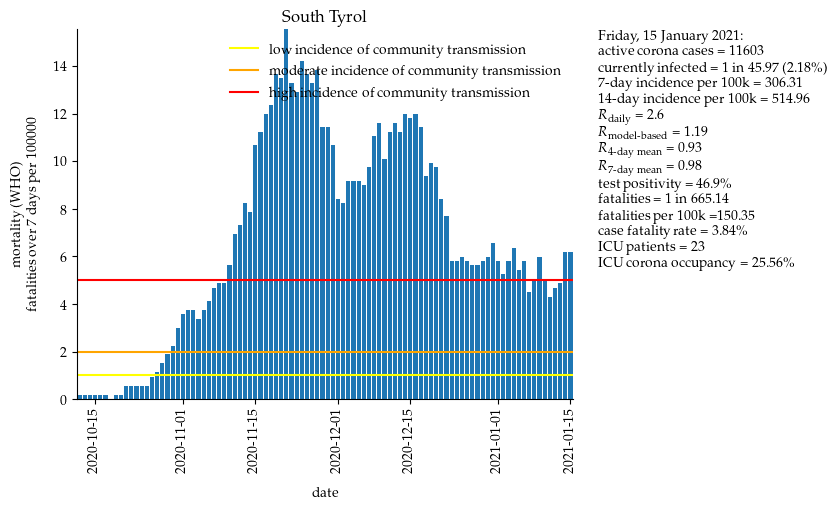 South Tyrol
low incidence of community transmission
moderate incidence of community transmission
high incidence of community transmission
mortality (WHO)
fatalities over 7 days per 100000
14
12
10
8
6
4
2
0
2020-10-15
2020-11-01
2020-11-15
2020-12-01
2020-12-15
2021-01-01
2021-01-15
date
Friday, 15 January 2021:
active corona cases = 11603
currently infected = 1 in 45.97 (2.18%)
7-day incidence per 100k = 306.31
14-day incidence per 100k = 514.96
R daily = 2.6
R model-based = 1.19
R 4-day mean = 0.93
R 7-day mean = 0.98
test positivity = 46.9%
fatalities = 1 in 665.14
fatalities per 100k =150.35
case fatality rate = 3.84%
ICU patients = 23
ICU corona occupancy = 25.56%